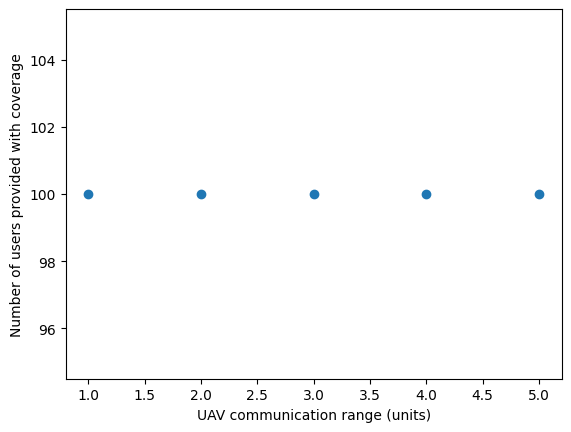 104
102
100
98
96
Number of users provided with coverage
1.0 1.5 2.0 2.5 3.0 3.5 4.0 4.5 5.0
UAV communication range (units)